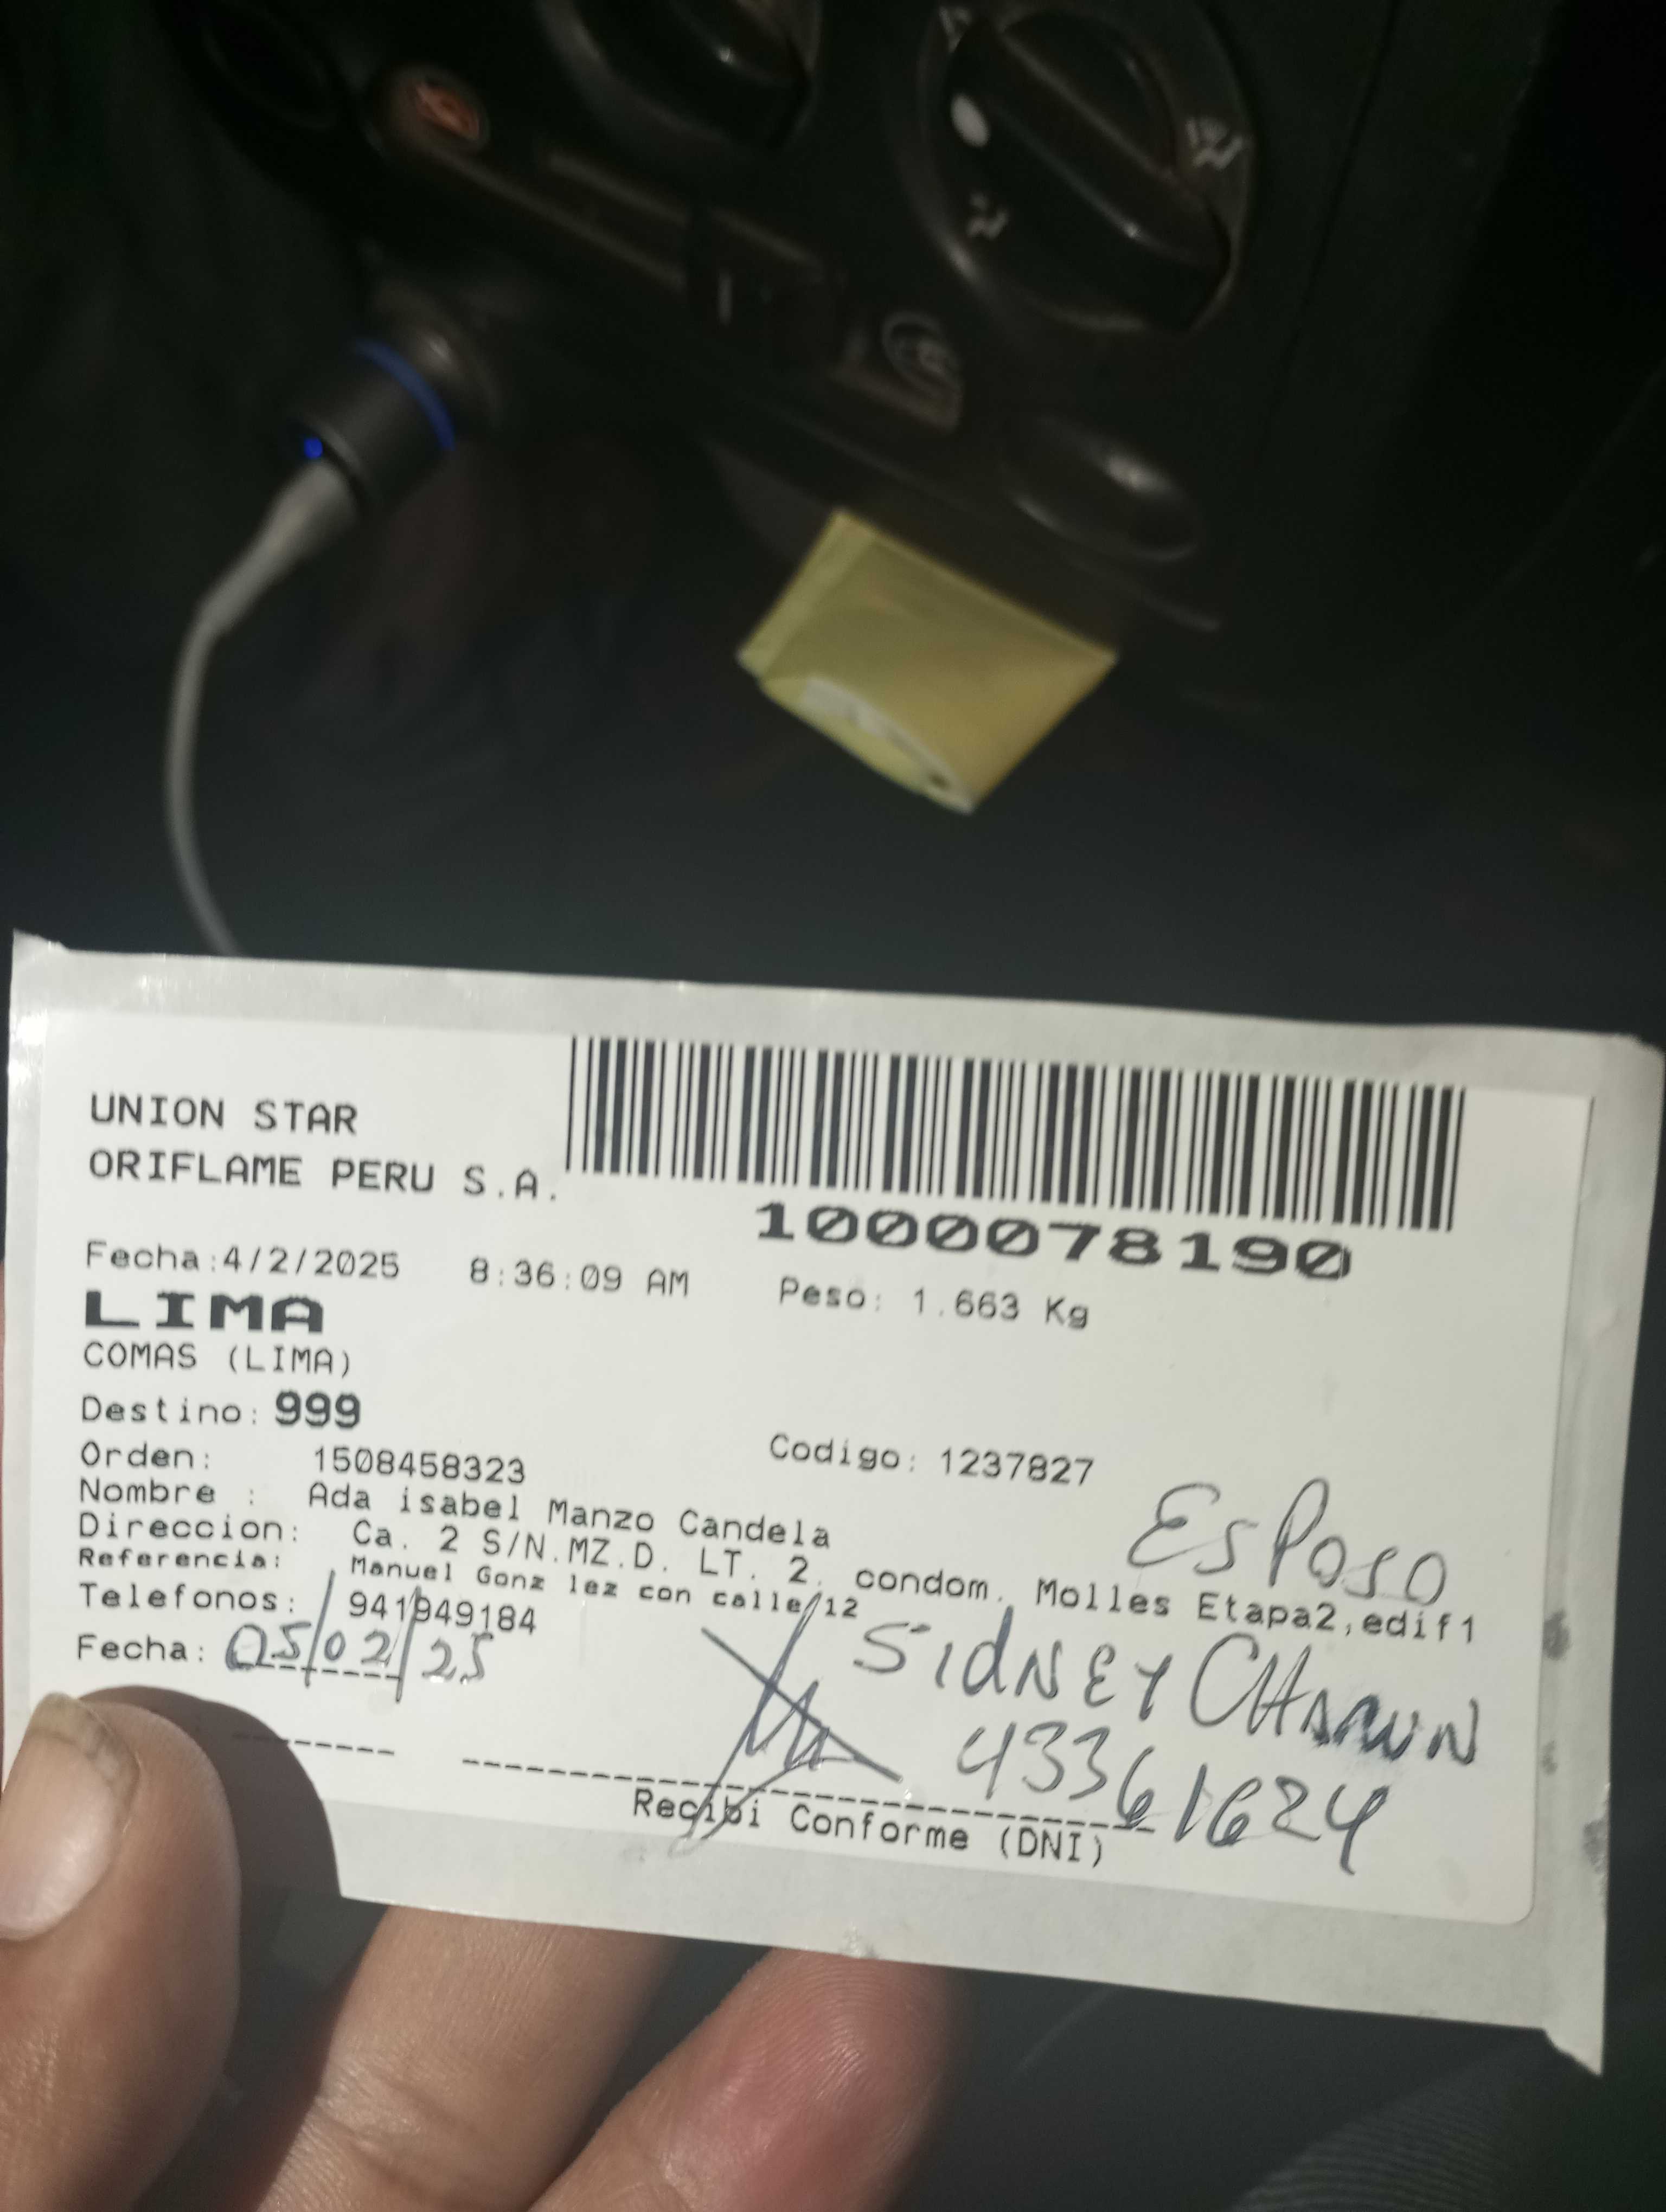 UNION STAR
ORIFLAME PERU S.A.
1000078190
Fecha:4/2/2025 8:36:09 AM Peso: 1.663 Kg
LIMA
COMAS (LIMA)
Destino: 999
Orden: 1508458323 Codigo: 1237827
Nombre : Ada isabel Manzo Candela
Direccion: Ca. 2 S/N.MZ.D. LT. 2, condom. Molles Etapa2,edif1
Referencia: Manuel Gonz lez con calle 12
Telefonos: 941949184
Fecha: 05/02/25
ESPOSO
SIdNEY
43361624
Recibi Conforme (DNI)